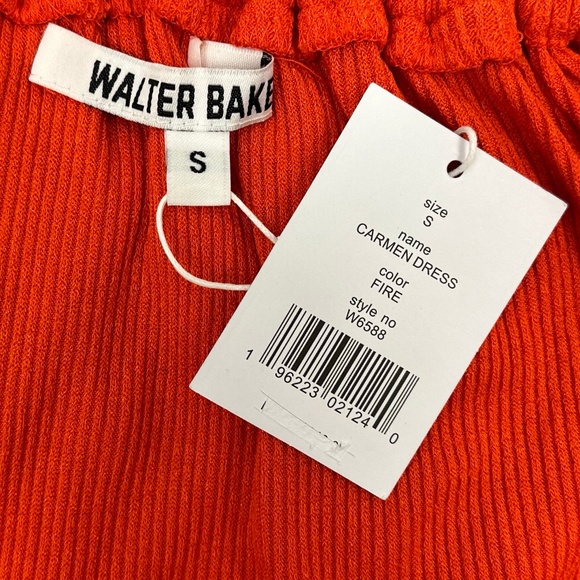 WALTER BAKE
S
size
S
name
CARMEN DRESS
color
FIRE
style no
W6588
1 96223 02124 0